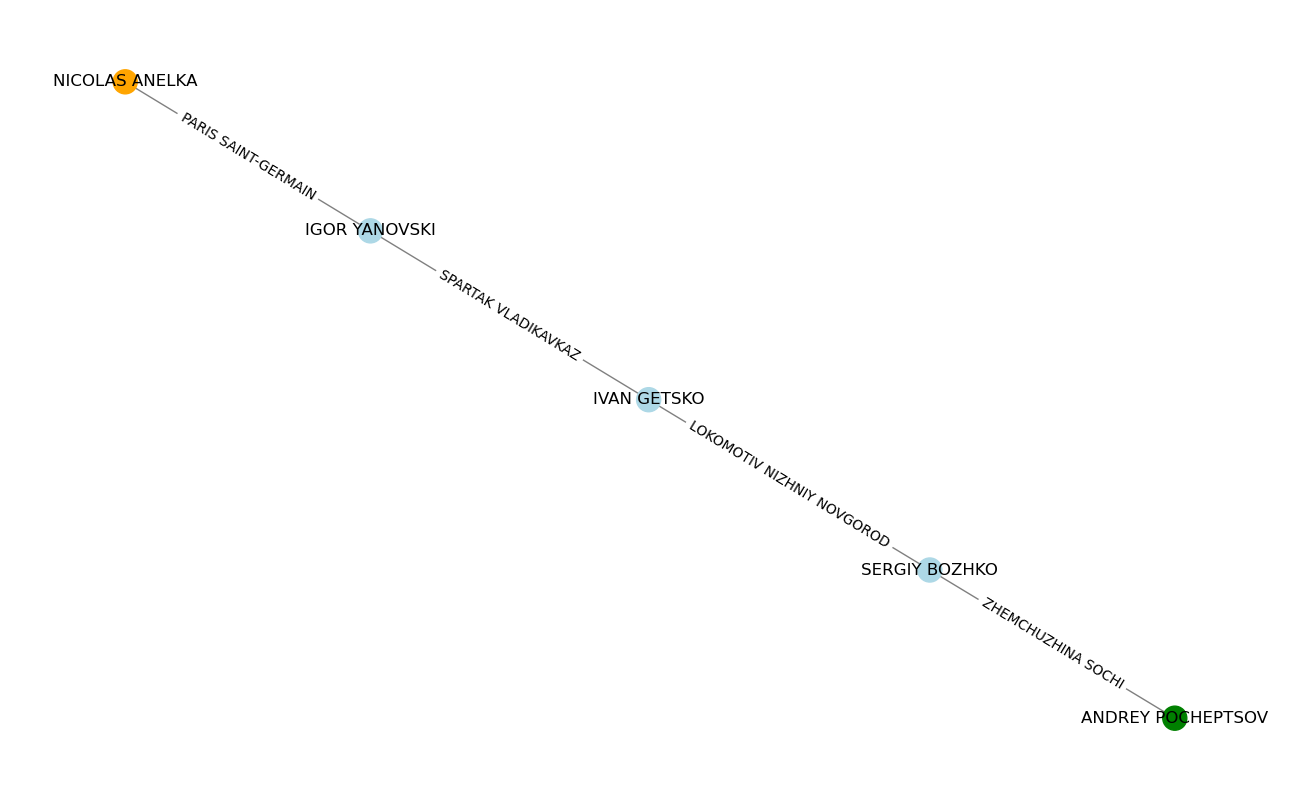 NICOLAS ANELKA
PARIS SAINT-GERMAIN
IGOR YANOVSKI
SPARTAK VLADIKAVKAZ
IVAN GETSKO
LOKOMOTIV NIZHNIY NOVGOROD
SERGIY BOZHKO
ZHEMCHUZHINA SOCHI
ANDREY POCHEPTSOV